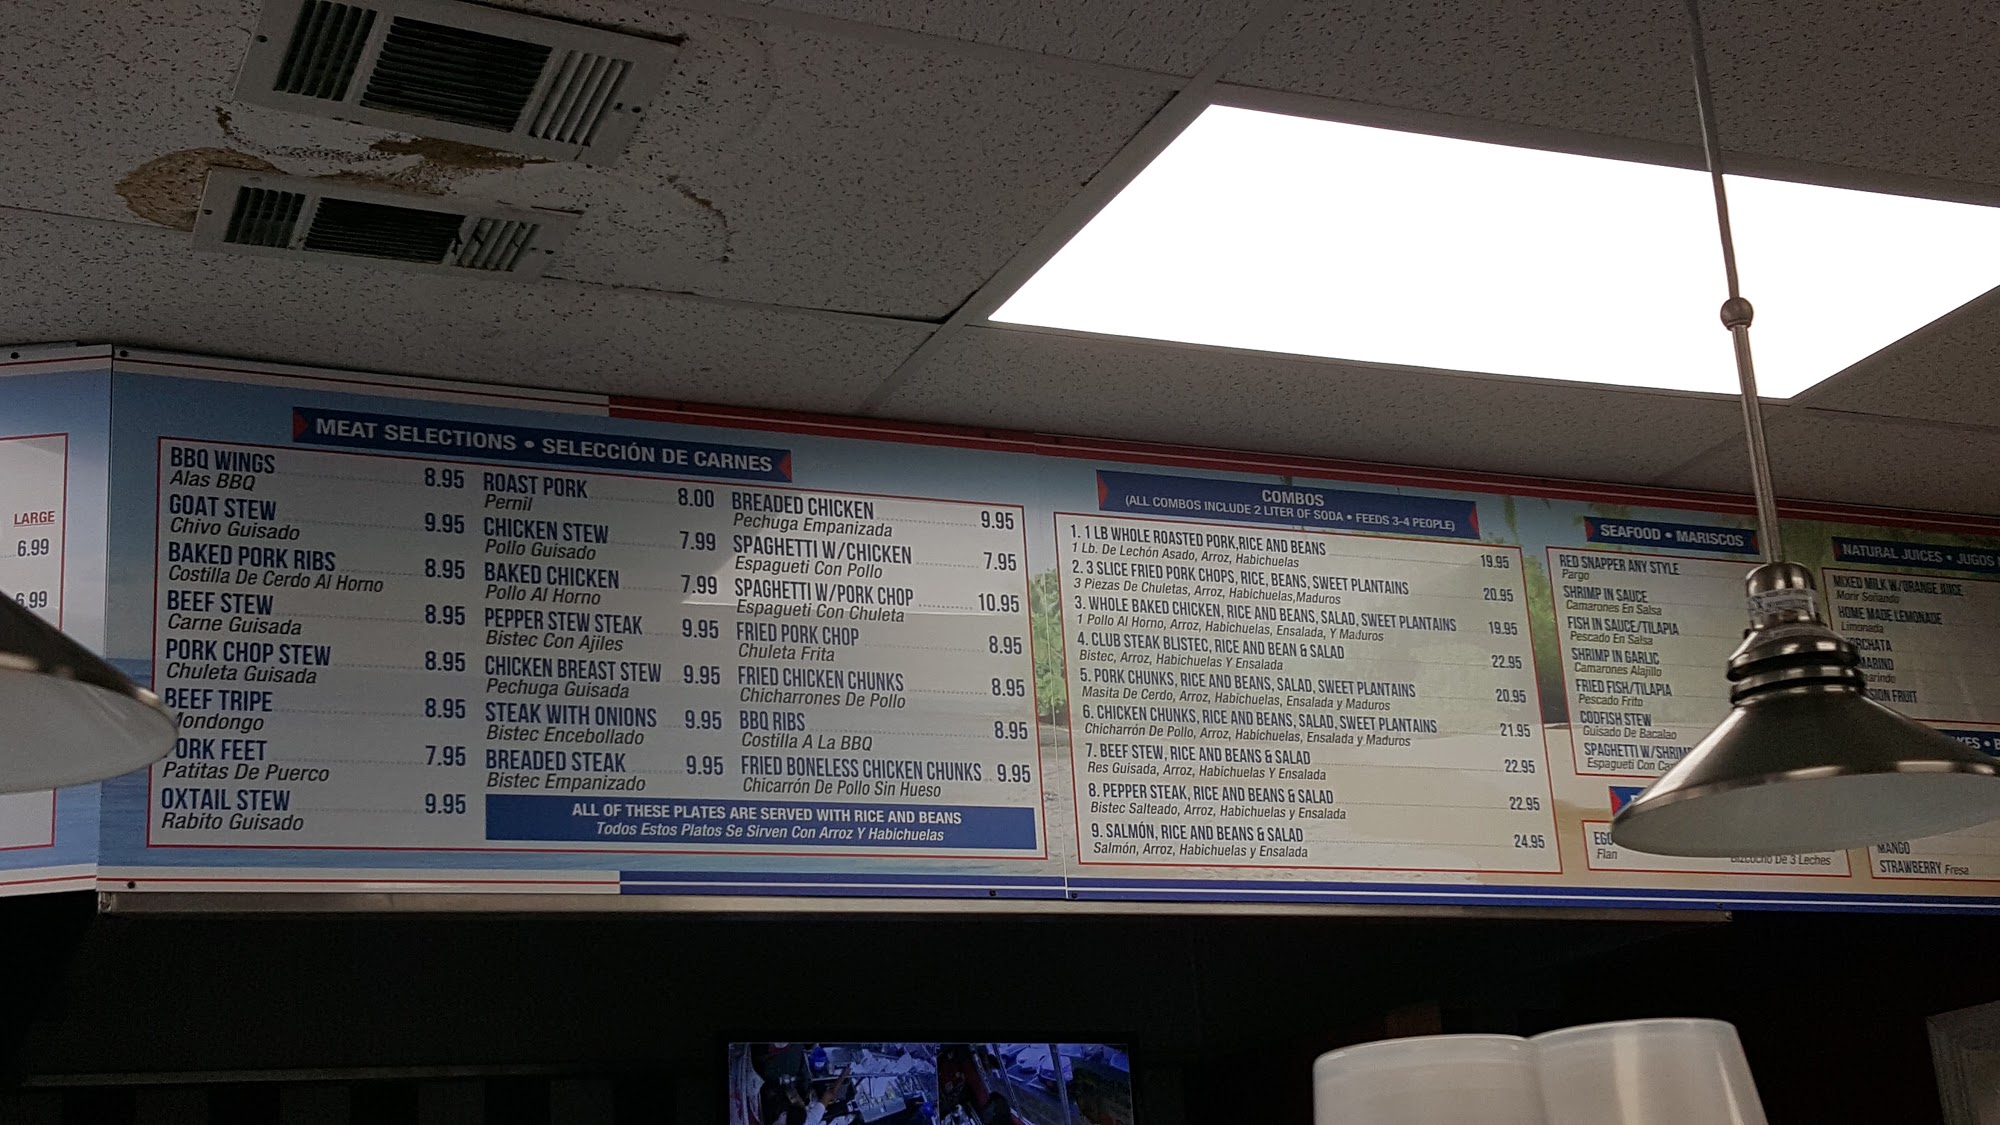 LARGE
6.99
6.99
MEAT SELECTIONS • SELECCIÓN DE CARNES
BBQ WINGS 8.95
Alas BBQ
GOAT STEW 9.95
Chivo Guisado
BAKED PORK RIBS 8.95
Costilla De Cerdo Al Horno
BEEF STEW 8.95
Carne Guisada
PORK CHOP STEW 8.95
Chuleta Guisada
BEEF TRIPE 8.95
Mondongo
PORK FEET 7.95
Patitas De Puerco
OXTAIL STEW 9.95
Rabito Guisado
ROAST PORK 8.00
Pernil
CHICKEN STEW 7.99
Pollo Guisado
BAKED CHICKEN 7.99
Pollo Al Horno
PEPPER STEW STEAK 9.95
Bistec Con Ajiles
CHICKEN BREAST STEW 9.95
Pechuga Guisada
STEAK WITH ONIONS 9.95
Bistec Encebollado
BREADED STEAK 9.95
Bistec Empanizado
BREADED CHICKEN 9.95
Pechuga Empanizada
SPAGHETTI W/CHICKEN 7.95
Espagueti Con Pollo
SPAGHETTI W/PORK CHOP 10.95
Espagueti Con Chuleta
FRIED PORK CHOP 8.95
Chuleta Frita
FRIED CHICKEN CHUNKS 8.95
Chicharrones De Pollo
BBQ RIBS 8.95
Costilla A La BBQ
FRIED BONELESS CHICKEN CHUNKS 9.95
Chicarrón De Pollo Sin Hueso
ALL OF THESE PLATES ARE SERVED WITH RICE AND BEANS
Todos Estos Platos Se Sirven Con Arroz Y Habichuelas
COMBOS
(ALL COMBOS INCLUDE 2 LITER OF SODA • FEEDS 3-4 PEOPLE)
1. 1 LB WHOLE ROASTED PORK,RICE AND BEANS 19.95
1 Lb. De Lechón Asado, Arroz, Habichuelas
2. 3 SLICE FRIED PORK CHOPS, RICE, BEANS, SWEET PLANTAINS 20.95
3 Piezas De Chuletas, Arroz, Habichuelas,Maduros
3. WHOLE BAKED CHICKEN, RICE AND BEANS, SALAD, SWEET PLANTAINS 19.95
1 Pollo Al Horno, Arroz, Habichuelas, Ensalada, Y Maduros
4. CLUB STEAK BLISTEC, RICE AND BEAN & SALAD 22.95
Bistec, Arroz, Habichuelas Y Ensalada
5. PORK CHUNKS, RICE AND BEANS, SALAD, SWEET PLANTAINS 20.95
Masita De Cerdo, Arroz, Habichuelas, Ensalada y Maduros
6. CHICKEN CHUNKS, RICE AND BEANS, SALAD, SWEET PLANTAINS 21.95
Chicharrón De Pollo, Arroz, Habichuelas, Ensalada y Maduros
7. BEEF STEW, RICE AND BEANS & SALAD 22.95
Res Guisada, Arroz, Habichuelas Y Ensalada
8. PEPPER STEAK, RICE AND BEANS & SALAD 22.95
Bistec Salteado, Arroz, Habichuelas y Ensalada
9. SALMÓN, RICE AND BEANS & SALAD 24.95
Salmón, Arroz, Habichuelas y Ensalada
SEAFOOD • MARISCOS
RED SNAPPER ANY STYLE
Pargo
SHRIMP IN SAUCE
Camarones En Salsa
FISH IN SAUCE/TILAPIA
Pescado En Salsa
SHRIMP IN GARLIC
Camarones Alajillo
FRIED FISH/TILAPIA
Pescado Frito
CODFISH STEW
Guisado De Bacalao
SPAGHETTI W/SHRIMP
Espagueti Con
Flan
Bizcocho De 3 Leches
NATURAL JUICES • JUGOS
MIXED MILK W/ORANGE JUICE
Morir Soñando
HOME MADE LEMONADE
Limonada
FRUIT
MANGO
STRAWBERRY Fresa